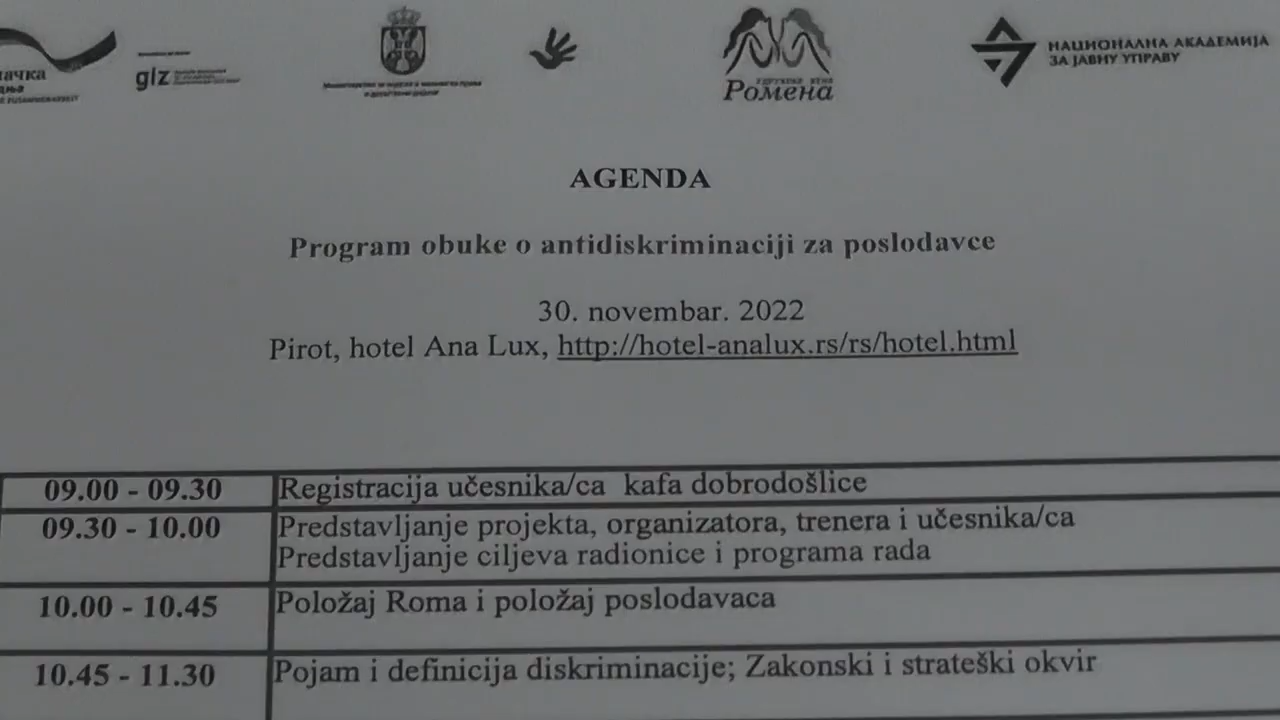 giz
Ромена
НАЦИОНАЛНА АКАДЕМИЈА
ЗА ЈАВНУ УПРАВУ
AGENDA
Program obuke o antidiskriminaciji za poslodavce
30. novembar. 2022
Pirot, hotel Ana Lux, http://hotel-analux.rs/rs/hotel.html
09.00 - 09.30 Registracija učesnika/ca kafa dobrodošlice
09.30 - 10.00 Predstavljanje projekta, organizatora, trenera i učesnika/ca
Predstavljanje ciljeva radionice i programa rada
10.00 - 10.45 Položaj Roma i položaj poslodavaca
10.45 - 11.30 Pojam i definicija diskriminacije; Zakonski i strateški okvir